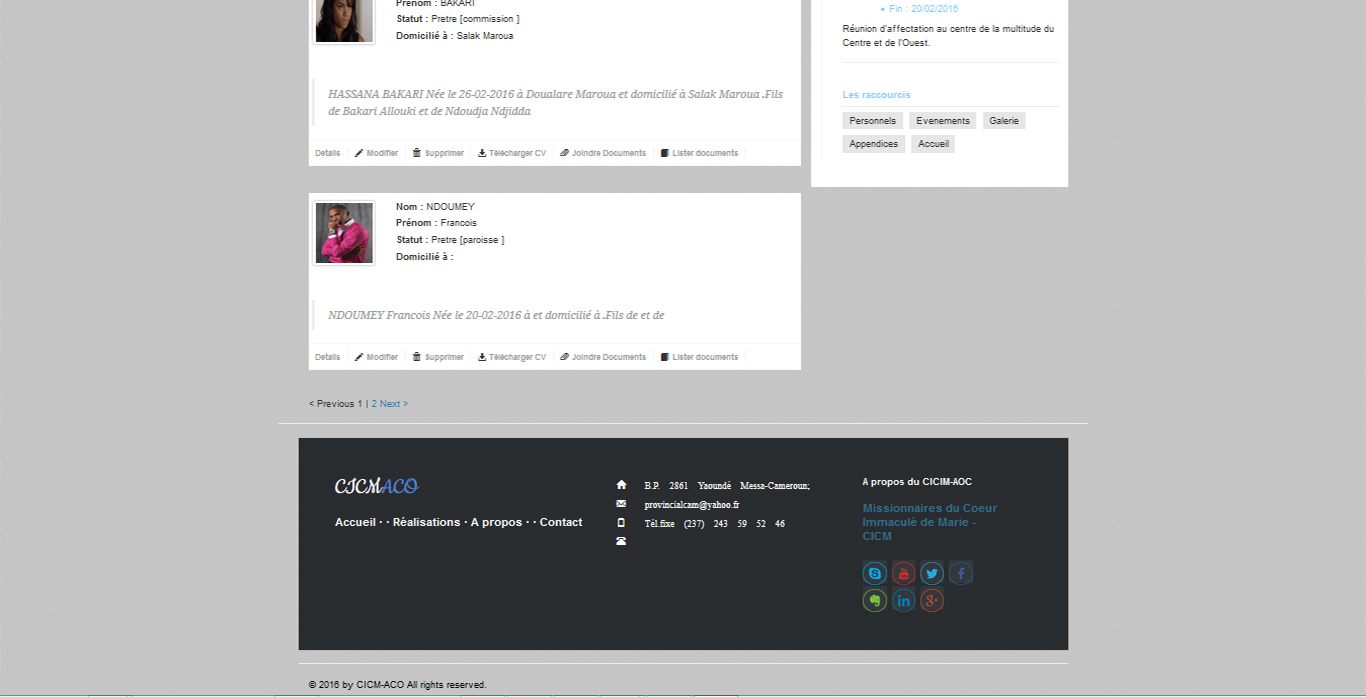 Prénom : BAKARI
Statut : Pretre [commission ]
Domicilié à : Salak Maroua
HASSANA BAKARI Née le 26-02-2016 à Doualare Maroua et domicilié à Salak Maroua .Fils
de Bakari Allouki et de Ndoudja Ndjidda
Details Modifier Supprimer Télécharger CV Joindre Documents Lister documents
Nom : NDOUMEY
Prénom : Francois
Statut : Pretre [paroisse ]
Domicilié à :
NDOUMEY Francois Née le 20-02-2016 à et domicilié à .Fils de et de
Details Modifier Supprimer Télécharger CV Joindre Documents Lister documents
< Previous 1 | 2 Next >
Fin : 20/02/2016
Réunion d'affectation au centre de la multitude du
Centre et de l'Ouest.
Les raccourcis
Personnels Evenements Galerie
Appendices Accueil
CICMACO
Accueil · · Réalisations · A propos · · Contact
B.P. 2861 Yaoundé Messa-Cameroun;
provincialcam@yahoo.fr
Tél.fixe (237) 243 59 52 46
A propos du CICIM-AOC
Missionnaires du Coeur
Immaculè de Marie -
CICM
© 2016 by CICM-ACO All rights reserved.